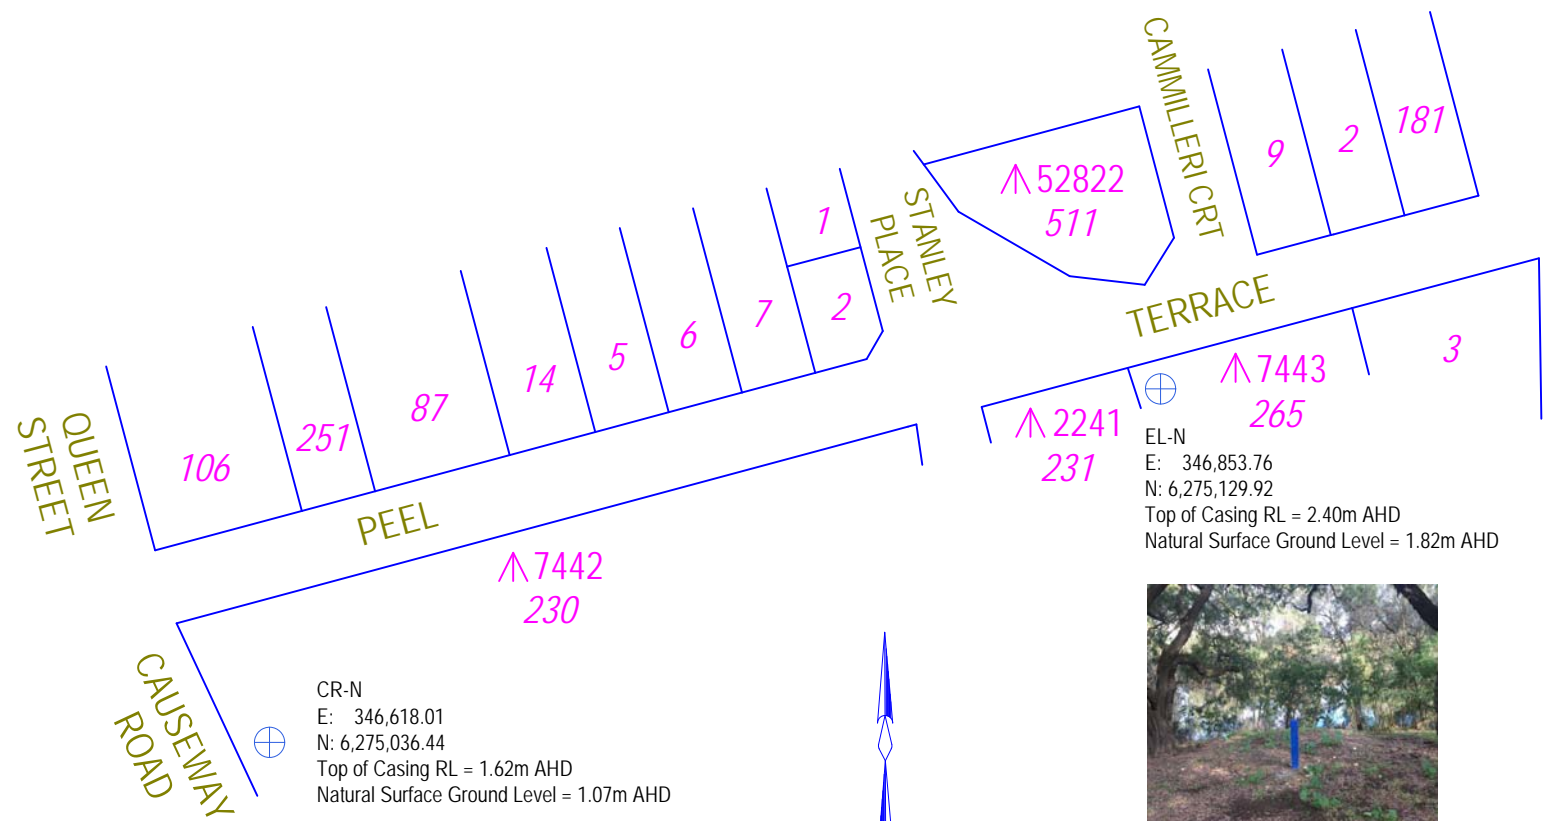 CAMMILLERI CRT
181
2
9
52822
511
STANLEY
PLACE
1
2
7
6
5
14
87
251
106
TERRACE
7443
265
3
2241
231
QUEEN
STREET
PEEL
7442
230
EL-N
E: 346,853.76
N: 6,275,129.92
Top of Casing RL = 2.40m AHD
Natural Surface Ground Level = 1.82m AHD
CAUSEWAY
ROAD
CR-N
E: 346,618.01
N: 6,275,036.44
Top of Casing RL = 1.62m AHD
Natural Surface Ground Level = 1.07m AHD